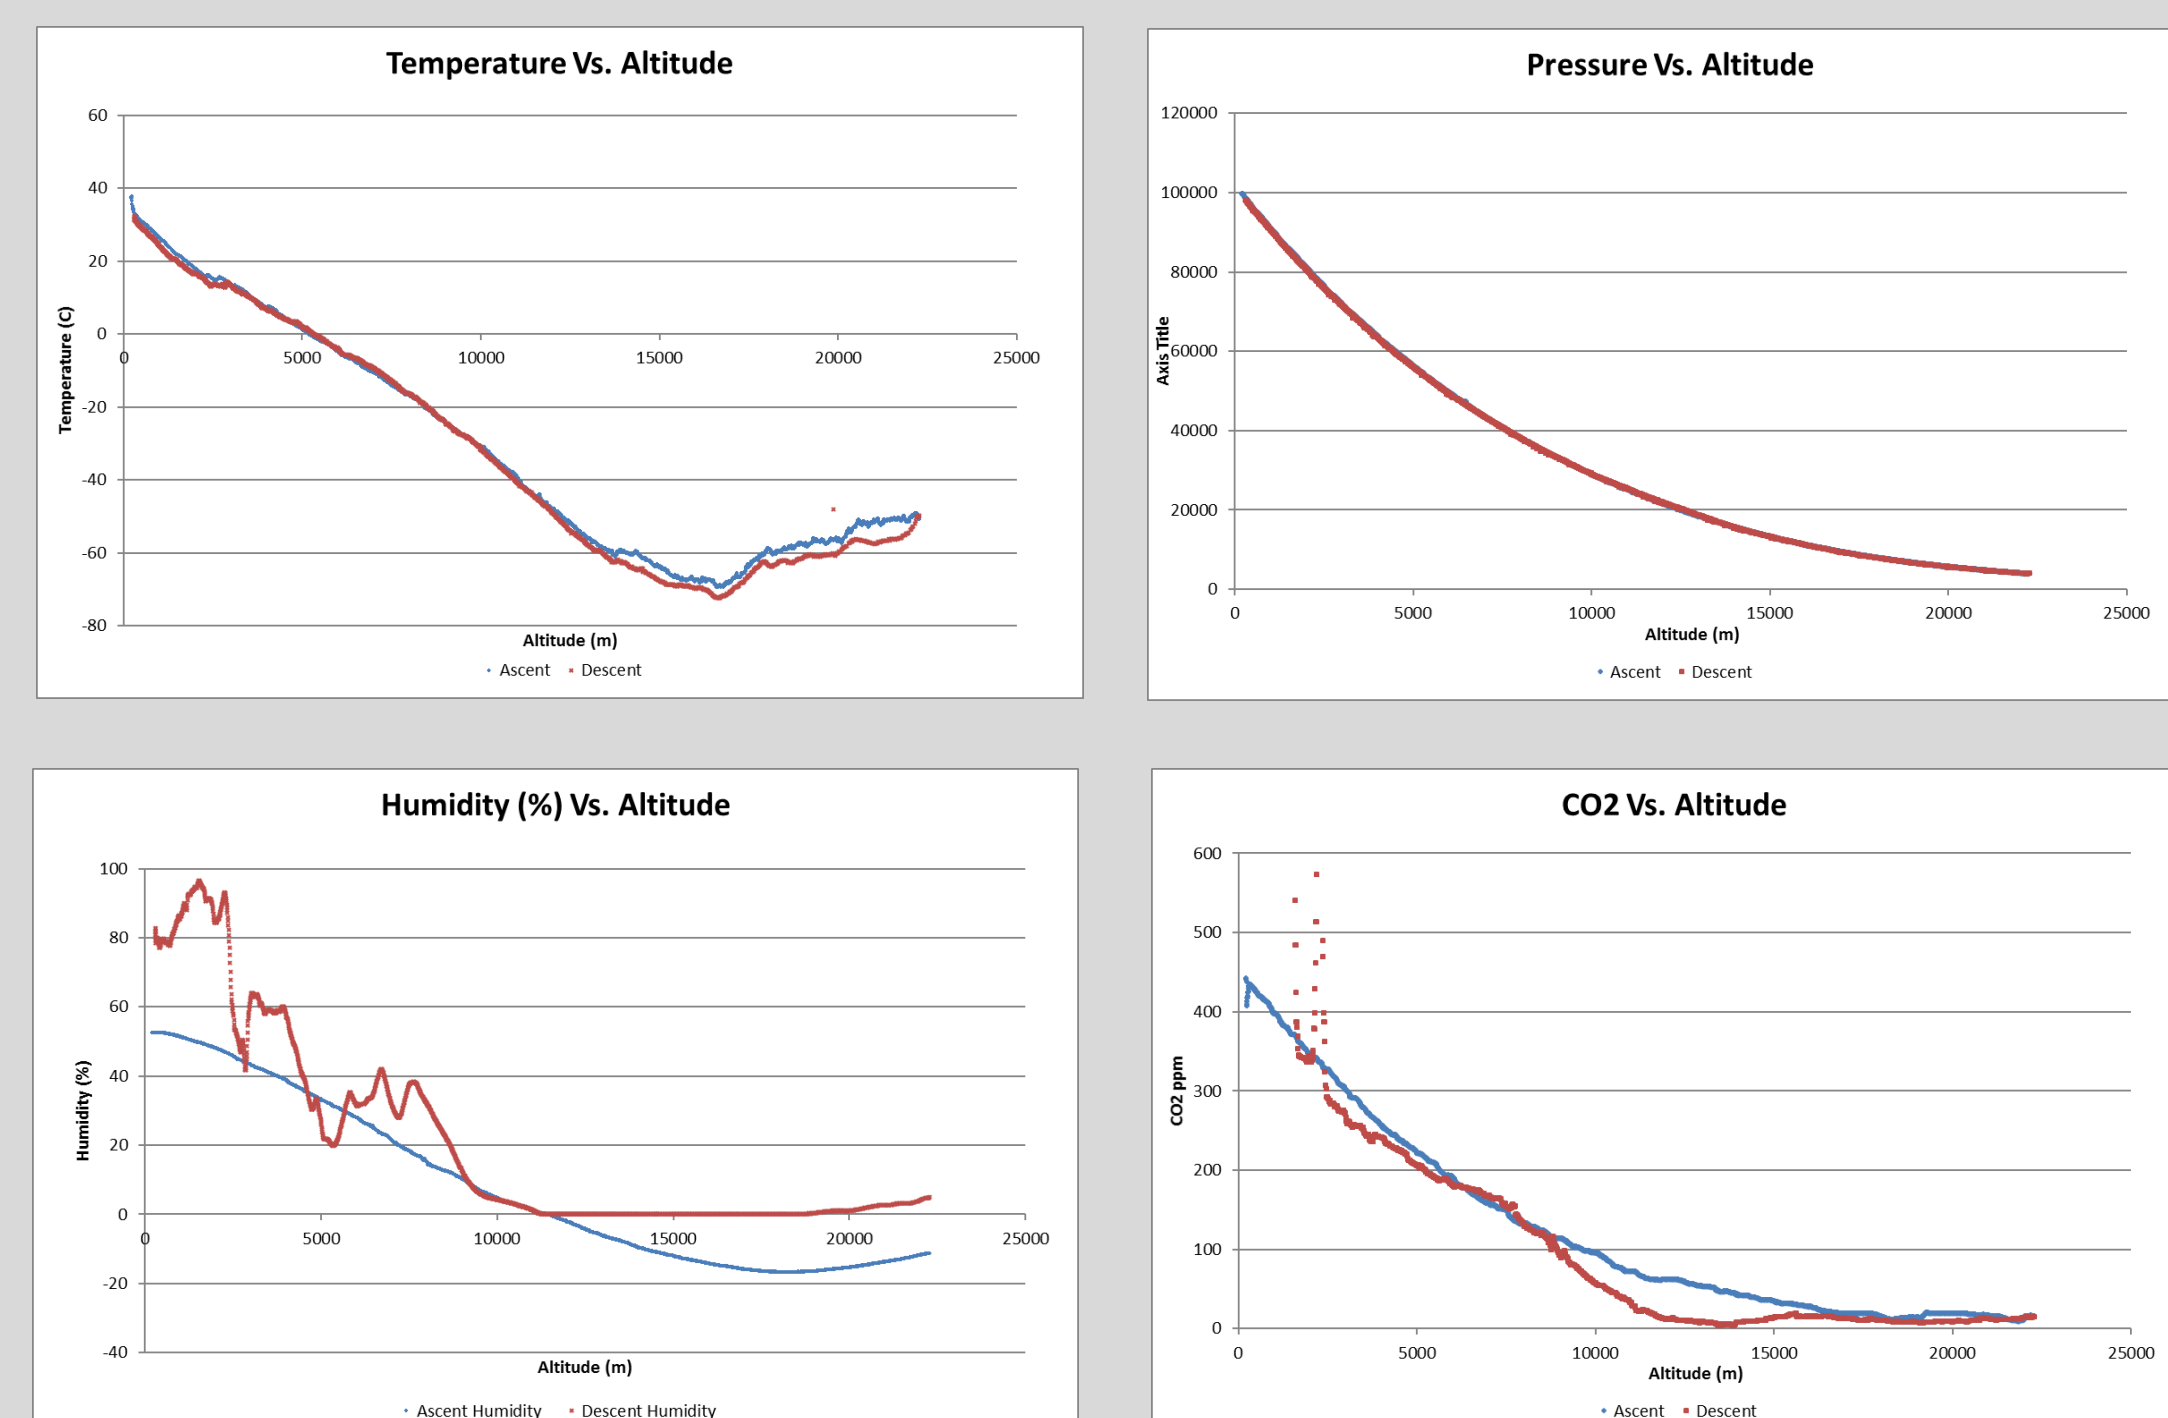 Temperature Vs. Altitude
60
40
20
0
-20
-40
-60
-80
0 5000 10000 15000 20000 25000
Temperature (C)
Altitude (m)
Ascent Descent
Pressure Vs. Altitude
120000
100000
80000
60000
40000
20000
0
0 5000 10000 15000 20000 25000
Axis Title
Altitude (m)
Ascent Descent
Humidity (%) Vs. Altitude
100
80
60
40
20
0
-20
-40
0 5000 10000 15000 20000 25000
Humidity (%)
Altitude (m)
Ascent Humidity Descent Humidity
CO2 Vs. Altitude
600
500
400
300
200
100
0
0 5000 10000 15000 20000 25000
CO2 ppm
Altitude (m)
Ascent Descent